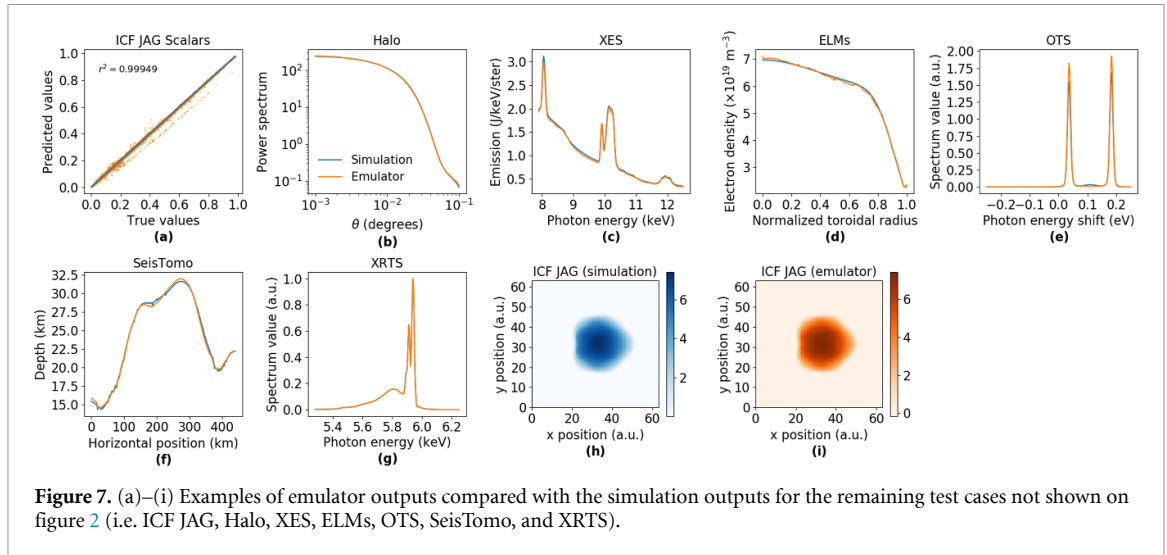 ICF JAG Scalars
r² = 0.99949
Predicted values
1.0
0.8
0.6
0.4
0.2
0.0
0.0 0.2 0.4 0.6 0.8 1.0
True values
(a)
Halo
Power spectrum
10²
10¹
10⁰
10⁻¹
Simulation
Emulator
10⁻³ 10⁻² 10⁻¹
θ (degrees)
(b)
XES
Emission (J/keV/ster)
3.0
2.5
2.0
1.5
1.0
0.5
8 9 10 11 12
Photon energy (keV)
(c)
ELMs
Electron density (×10¹⁹ m⁻³)
7
6
5
4
3
0.0 0.2 0.4 0.6 0.8 1.0
Normalized toroidal radius
(d)
OTS
Spectrum value (a.u.)
2.00
1.75
1.50
1.25
1.00
0.75
0.50
0.25
0.00
−0.2 −0.1 0.0 0.1 0.2
Photon energy shift (eV)
(e)
SeisTomo
Depth (km)
32.5
30.0
27.5
25.0
22.5
20.0
17.5
15.0
0 100 200 300 400
Horizontal position (km)
(f)
XRTS
Spectrum value (a.u.)
1.0
0.8
0.6
0.4
0.2
0.0
5.4 5.6 5.8 6.0 6.2
Photon energy (keV)
(g)
ICF JAG (simulation)
y position (a.u.)
60
50
40
30
20
10
0
0 20 40 60
x position (a.u.)
6
4
2
(h)
ICF JAG (emulator)
y position (a.u.)
60
50
40
30
20
10
0
0 20 40 60
x position (a.u.)
6
4
2
0
(i)
Figure 7. (a)–(i) Examples of emulator outputs compared with the simulation outputs for the remaining test cases not shown on
figure 2 (i.e. ICF JAG, Halo, XES, ELMs, OTS, SeisTomo, and XRTS).